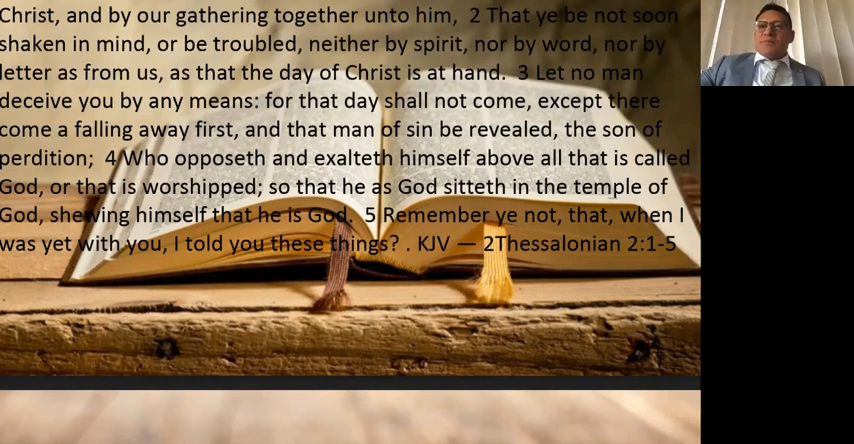 Christ, and by our gathering together unto him,  2 That ye be not soon
shaken in mind, or be troubled, neither by spirit, nor by word, nor by
letter as from us, as that the day of Christ is at hand.  3 Let no man
deceive you by any means: for that day shall not come, except there
come a falling away first, and that man of sin be revealed, the son of
perdition;  4 Who opposeth and exalteth himself above all that is called
God, or that is worshipped; so that he as God sitteth in the temple of
God, shewing himself that he is God.  5 Remember ye not, that, when I
was yet with you, I told you these things? . KJV — 2Thessalonian 2:1-5